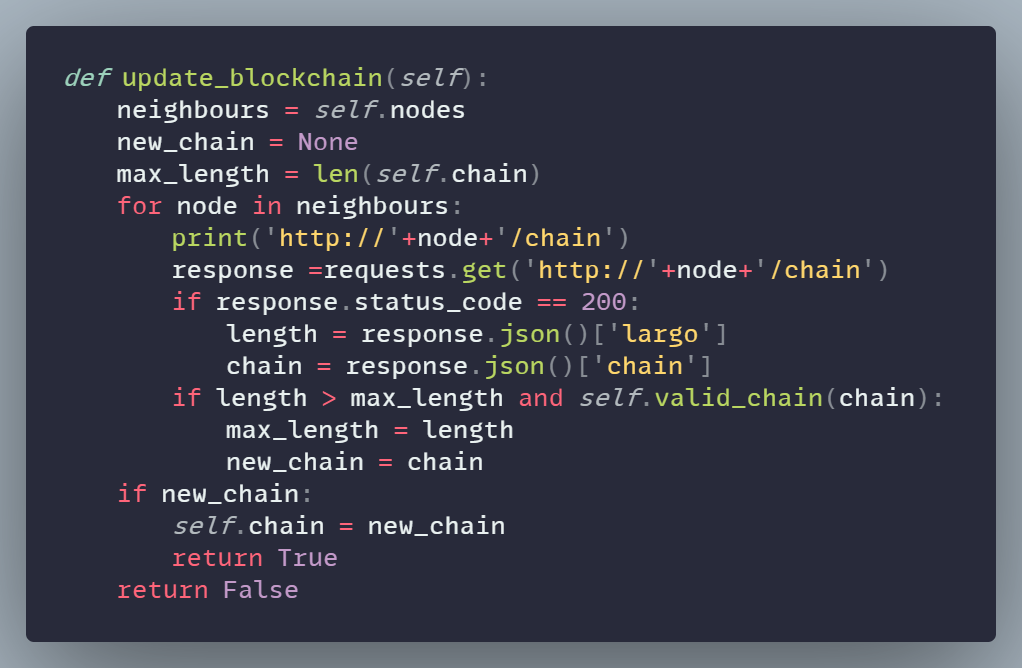 def update_blockchain(self):
    neighbours = self.nodes
    new_chain = None
    max_length = len(self.chain)
    for node in neighbours:
        print('http://'+node+'/chain')
        response =requests.get('http://'+node+'/chain')
        if response.status_code == 200:
            length = response.json()['largo']
            chain = response.json()['chain']
        if length > max_length and self.valid_chain(chain):
            max_length = length
            new_chain = chain
    if new_chain:
        self.chain = new_chain
        return True
    return False